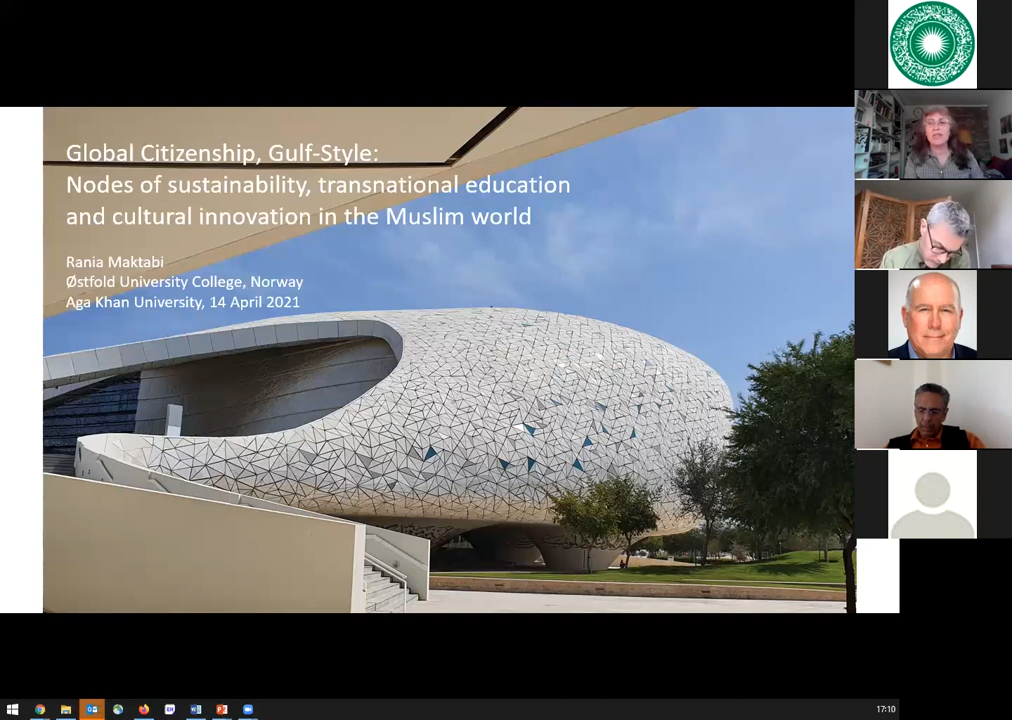 Global Citizenship, Gulf-Style:
Nodes of sustainability, transnational education
and cultural innovation in the Muslim world
Rania Maktabi
Østfold University College, Norway
Aga Khan University, 14 April 2021
17:10